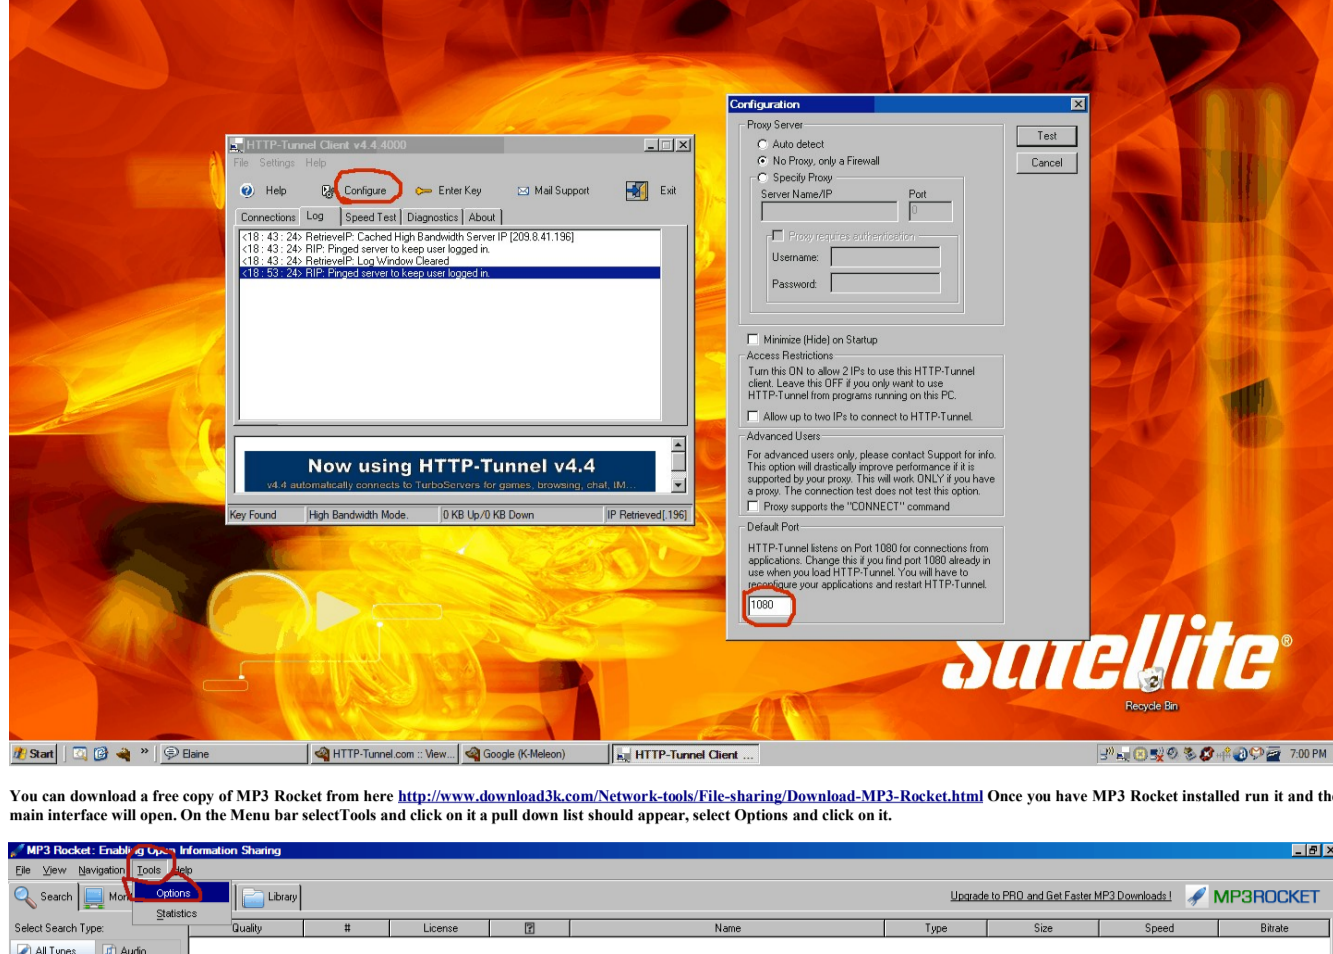 HTTP-Tunnel Client v4.4.4000
File Settings Help
Help Configure Enter Key Mail Support Exit
Connections Log Speed Test Diagnostics About
<18 : 43 : 24> RetrieveIP: Cached High Bandwidth Server IP [209.8.41.196]
<18 : 43 : 24> RIP: Pinged server to keep user logged in.
<18 : 43 : 24> RetrieveIP: Log Window Cleared
<18 : 53 : 24> RIP: Pinged server to keep user logged in.
Now using HTTP-Tunnel v4.4
v4.4 automatically connects to TurboServers for games, browsing, chat, IM...
Key Found High Bandwidth Mode. 0 KB Up/0 KB Down IP Retrieved[.196]
Configuration
Proxy Server
Auto detect
No Proxy, only a Firewall
Specify Proxy
Server Name/IP Port
0
Proxy requires authentication
Username:
Password:
Test
Cancel
Minimize (Hide) on Startup
Access Restrictions
Turn this ON to allow 2 IPs to use this HTTP-Tunnel
client. Leave this OFF if you only want to use
HTTP-Tunnel from programs running on this PC.
Allow up to two IPs to connect to HTTP-Tunnel.
Advanced Users
For advanced users only, please contact Support for info.
This option will drastically improve performance if it is
supported by your proxy. This will work ONLY if you have
a proxy. The connection test does not test this option.
Proxy supports the "CONNECT" command
Default Port
HTTP-Tunnel listens on Port 1080 for connections from
applications. Change this if you find port 1080 already in
use when you load HTTP-Tunnel. You will have to
reconfigure your applications and restart HTTP-Tunnel.
1080
Satellite®
Recycle Bin
Start » Elaine HTTP-Tunnel.com :: View... Google (K-Meleon) HTTP-Tunnel Client ... 7:00 PM
You can download a free copy of MP3 Rocket from here http://www.download3k.com/Network-tools/File-sharing/Download-MP3-Rocket.html Once you have MP3 Rocket installed run it and the
main interface will open. On the Menu bar selectTools and click on it a pull down list should appear, select Options and click on it.
MP3 Rocket: Enabling Open Information Sharing
File View Navigation Tools Help
Search Mon Options Library Upgrade to PRO and Get Faster MP3 Downloads ! MP3ROCKET
Statistics
Select Search Type: Quality # License ? Name Type Size Speed Bitrate
All Types Audio